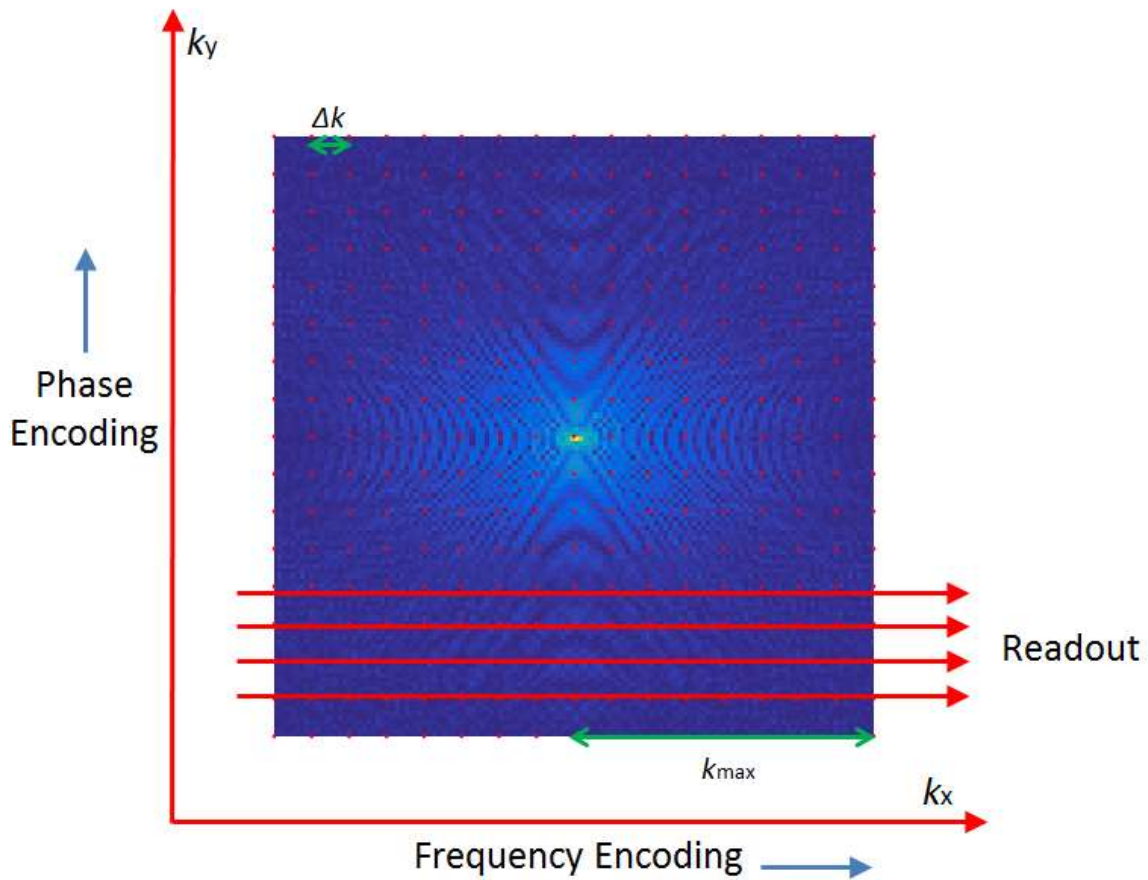 ky
Δk
Phase
Encoding
Readout
kmax
kx
Frequency Encoding